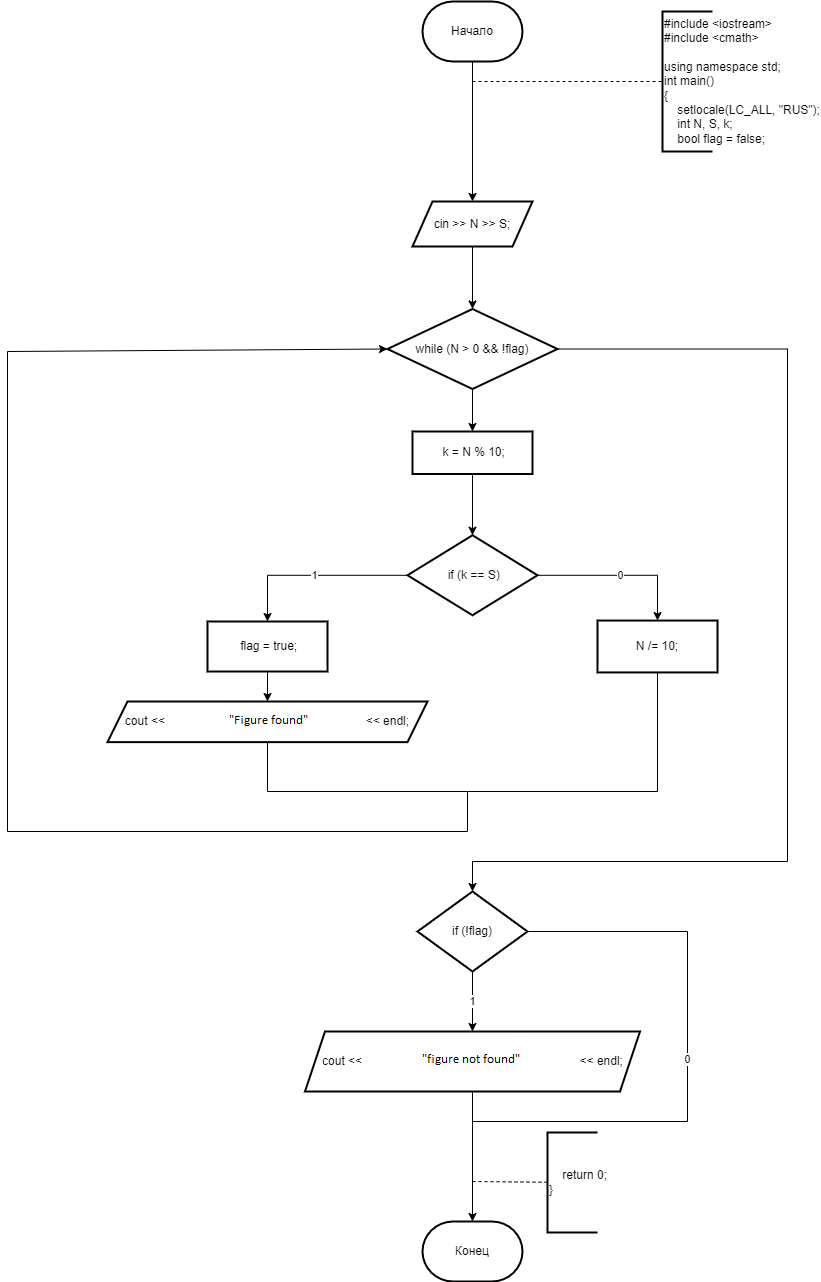 Начало
#include <iostream>
#include <cmath>
using namespace std;
int main()
{
setlocale(LC_ALL, "RUS");
int N, S, k;
bool flag = false;
cin >> N >> S;
while (N > 0 && !flag)
k = N % 10;
if (k == S)
1
0
flag = true;
N /= 10;
cout << "Figure found" << endl;
if (!flag)
1
cout << "figure not found" << endl;
0
return 0;
}
Конец